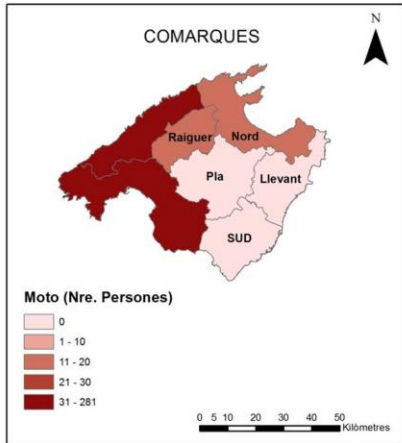 N
COMARQUES
Raiguer
Nord
Pla
Llevant
SUD
Moto (Nre. Persones)
0
1 - 10
11 - 20
21 - 30
31 - 281
0 5 10 20 30 40 50
Kilòmetres